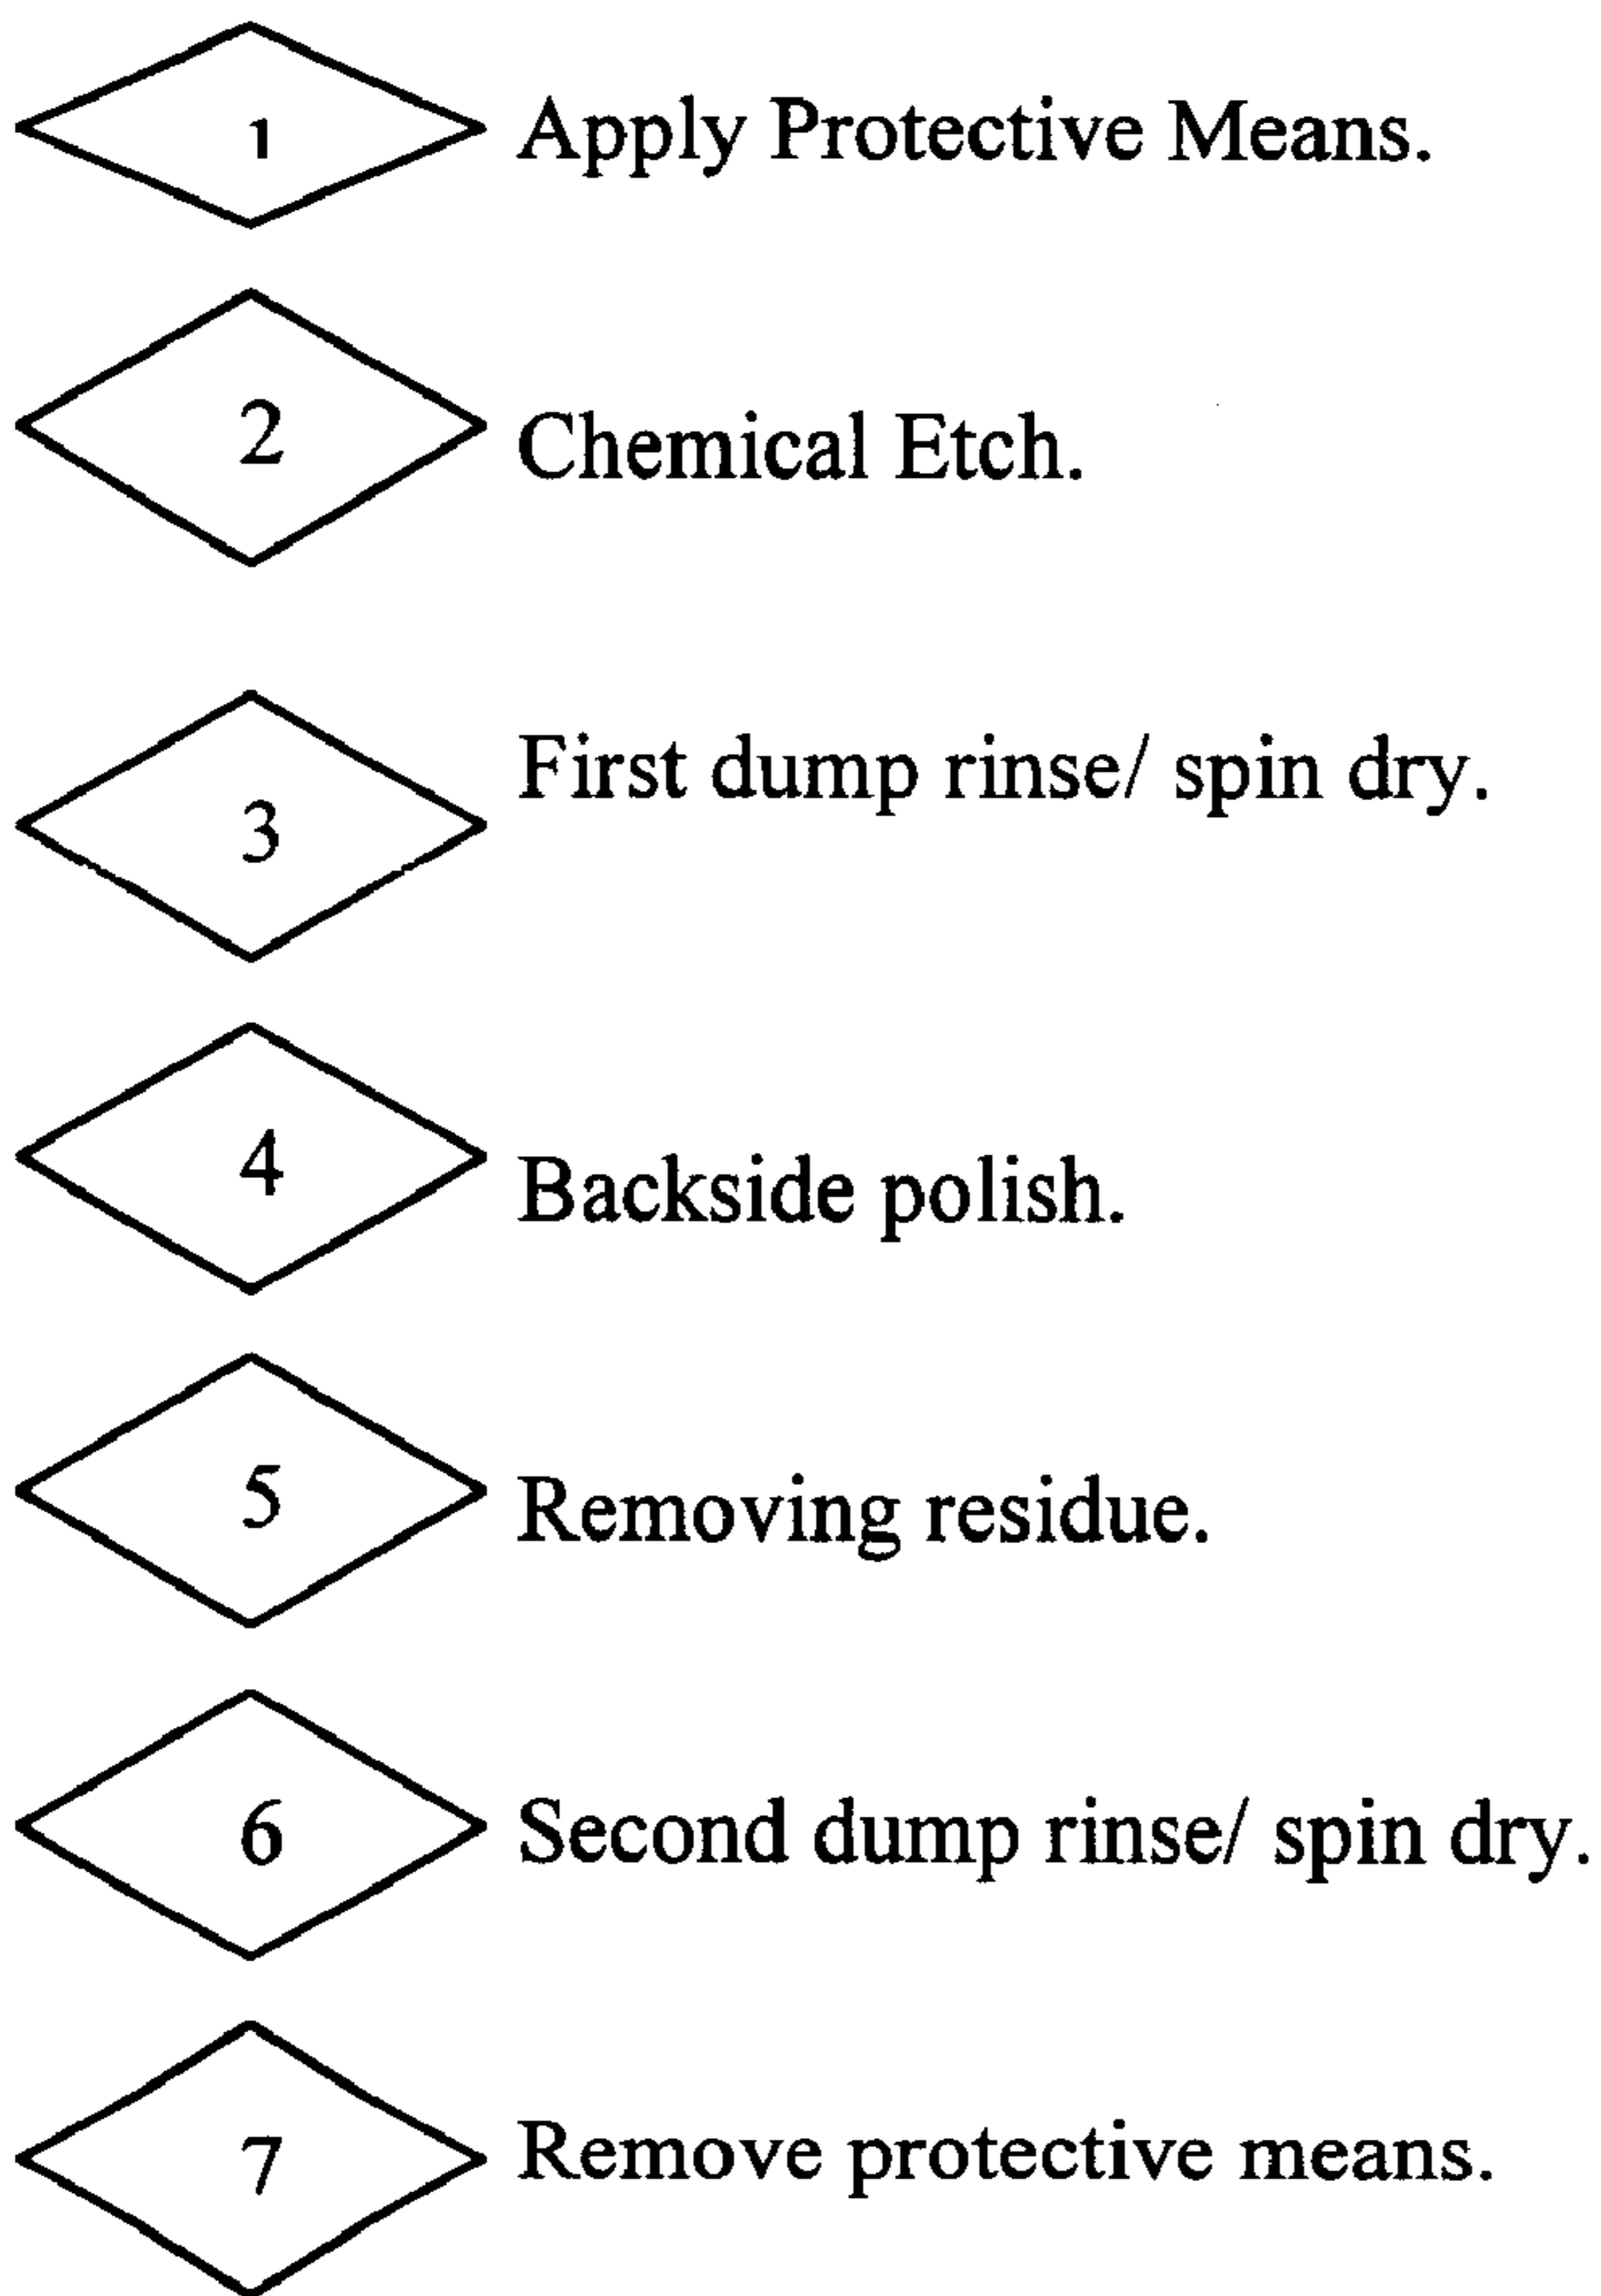 1 Apply Protective Means.
2 Chemical Etch.
3 First dump rinse/ spin dry.
4 Backside polish.
5 Removing residue.
6 Second dump rinse/ spin dry.
7 Remove protective means.